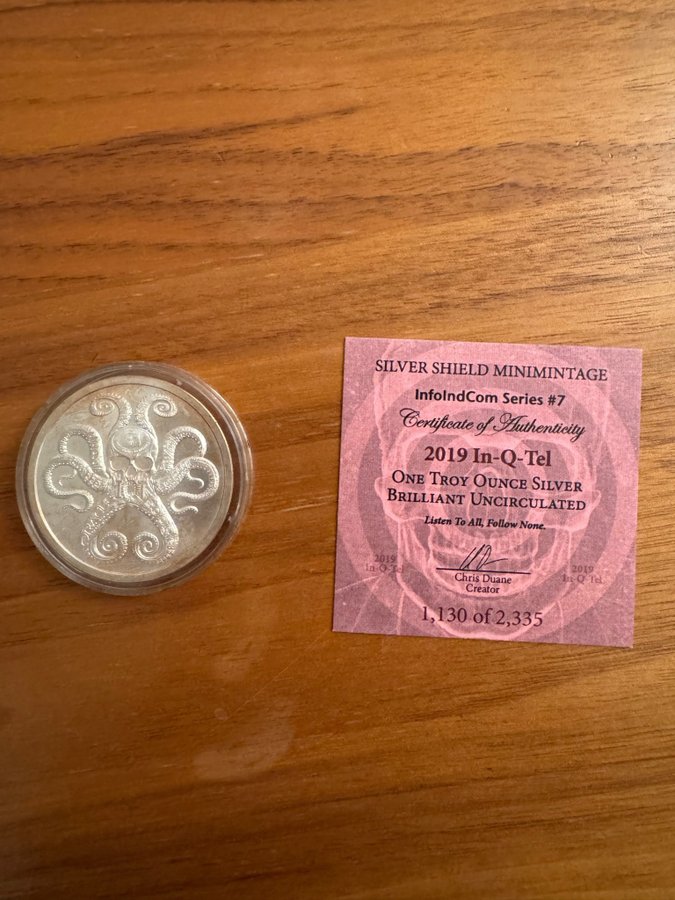 SILVER SHIELD MINIMINTAGE
InfoIndCom Series #7
Certificate of Authenticity
2019 In-Q-Tel
ONE TROY OUNCE SILVER
BRILLIANT UNCIRCULATED
Listen To All, Follow None.
2019
In-Q-Tel
Chris Duane
Creator
2019
In-Q-Tel
1,130 of 2,335